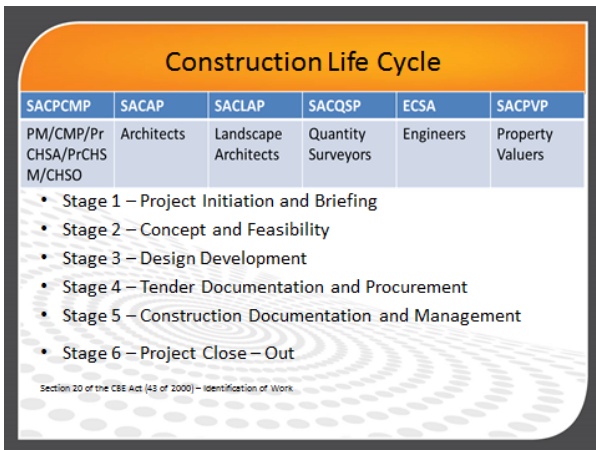 Construction Life Cycle
SACPCMP SACAP SACLAP SACQSP ECSA SACPVP
PM/CMP/Pr Architects Landscape Quantity Engineers Property
CHSA/PrCHS Architects Surveyors Valuers
M/CHSO
• Stage 1 – Project Initiation and Briefing
• Stage 2 – Concept and Feasibility
• Stage 3 – Design Development
• Stage 4 – Tender Documentation and Procurement
• Stage 5 – Construction Documentation and Management
• Stage 6 – Project Close – Out
Section 20 of the CBE Act (43 of 2000) – Identification of Work